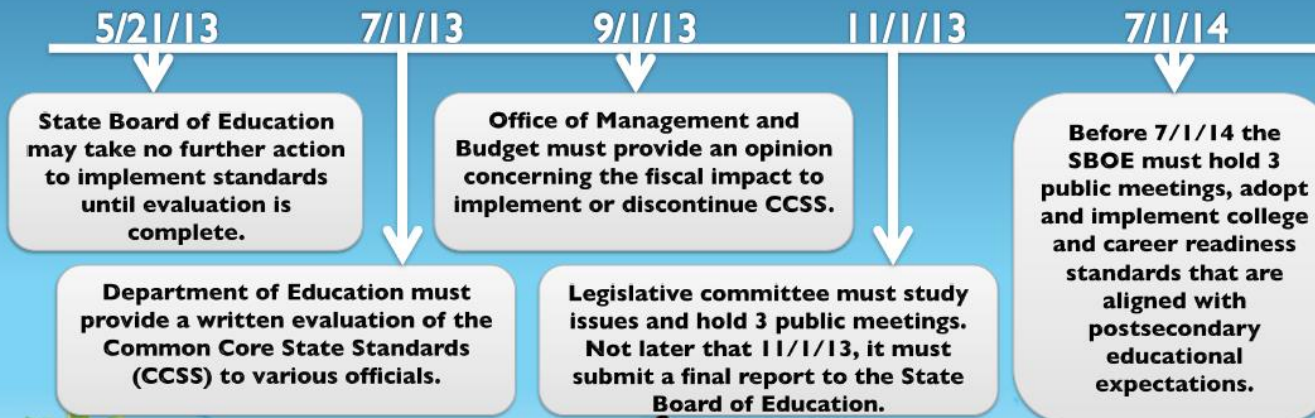 5/21/13
7/1/13
9/1/13
11/1/13
7/1/14
State Board of Education
may take no further action
to implement standards
until evaluation is
complete.
Department of Education must
provide a written evaluation of the
Common Core State Standards
(CCSS) to various officials.
Office of Management and
Budget must provide an opinion
concerning the fiscal impact to
implement or discontinue CCSS.
Legislative committee must study
issues and hold 3 public meetings.
Not later that 11/1/13, it must
submit a final report to the State
Board of Education.
Before 7/1/14 the
SBOE must hold 3
public meetings, adopt
and implement college
and career readiness
standards that are
aligned with
postsecondary
educational
expectations.